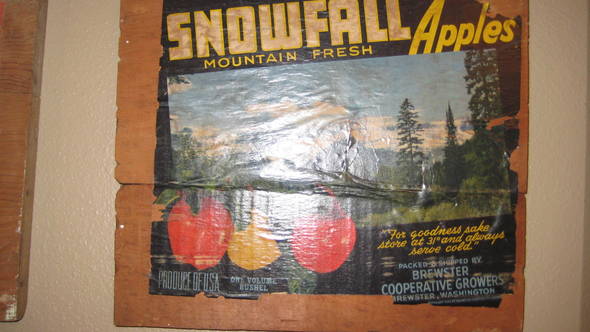 SNOWFALL Apples
MOUNTAIN FRESH
"For goodness sake,
store at 31° and always
serve cold."
PACKED & SHIPPED BY
BREWSTER
COOPERATIVE GROWERS
BREWSTER, WASHINGTON
PRODUCE OF U.S.A.
ONE VOLUME
BUSHEL